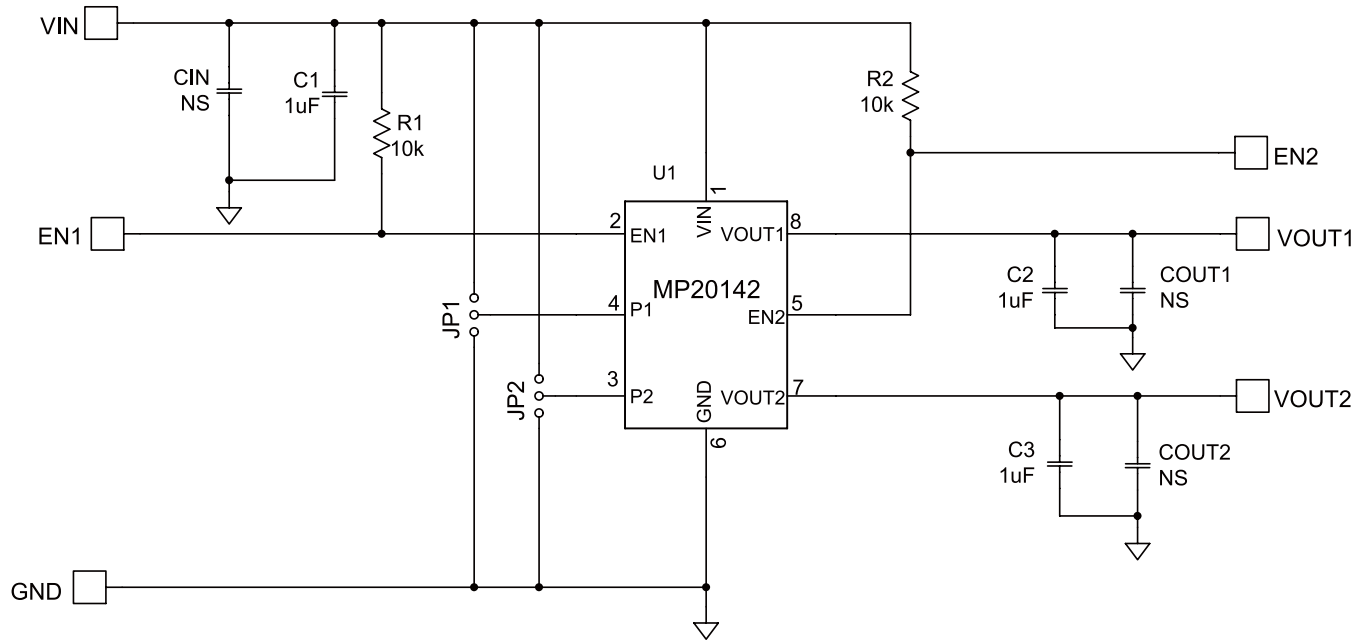 VIN
CIN
NS
C1
1uF
R1
10k
R2
10k
EN2
U1
1
VIN
EN1
2
EN1
VOUT1
8
VOUT1
C2
1uF
COUT1
NS
MP20142
JP1
4
P1
EN2
5
JP2
3
P2
GND
6
VOUT2
7
VOUT2
C3
1uF
COUT2
NS
GND